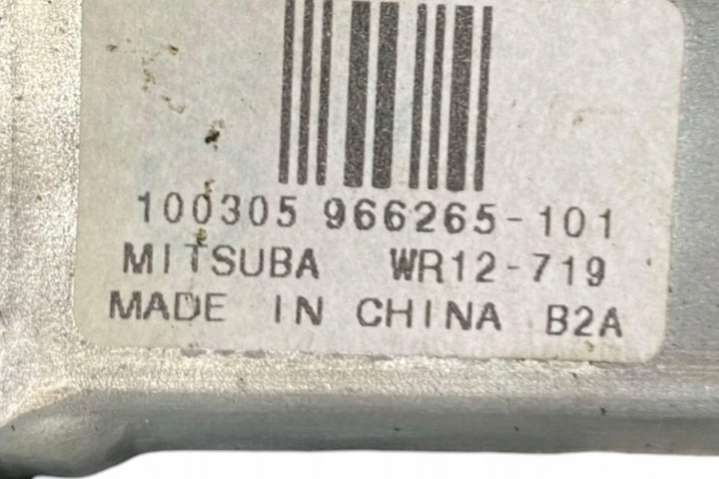 100305 966265-101
MITSUBA WR12-719
MADE IN CHINA B2A